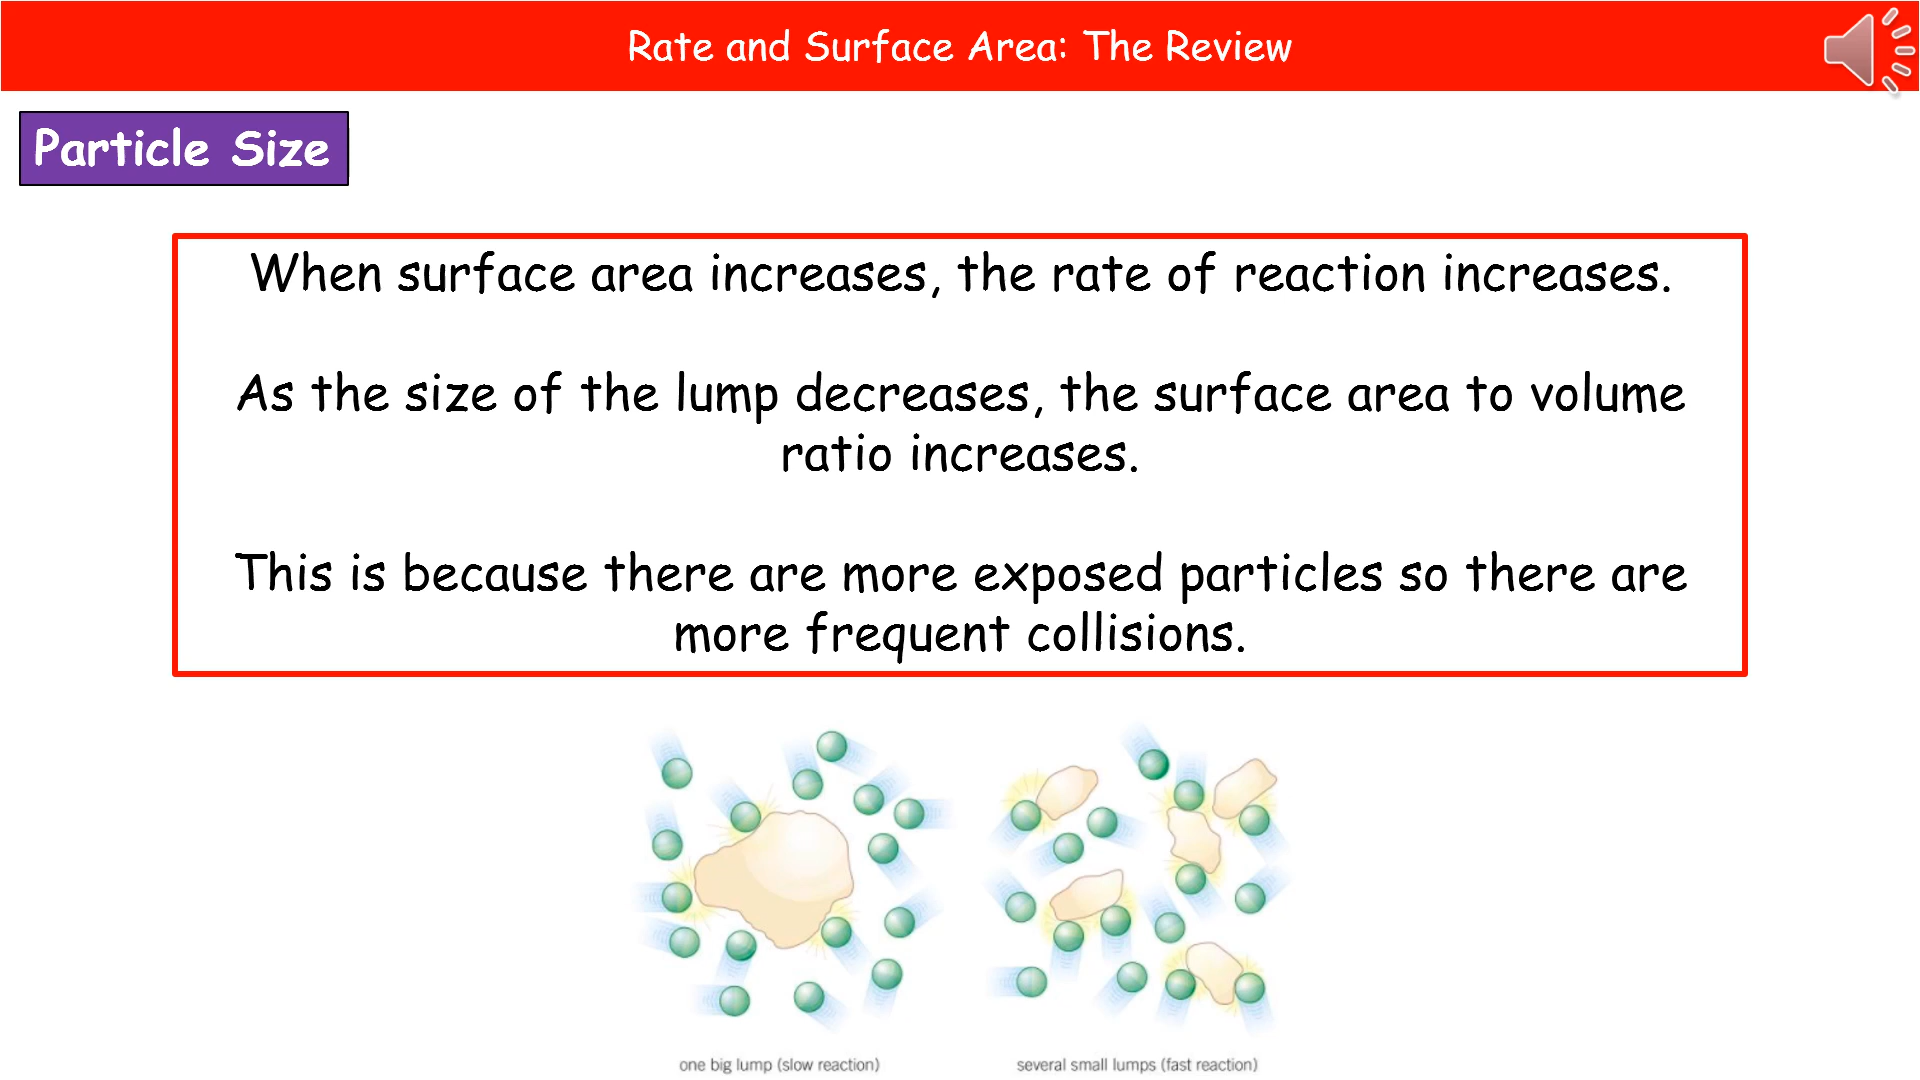 Rate and Surface Area: The Review
Particle Size
When surface area increases, the rate of reaction increases.
As the size of the lump decreases, the surface area to volume
ratio increases.
This is because there are more exposed particles so there are
more frequent collisions.
one big lump (slow reaction)
several small lumps (fast reaction)